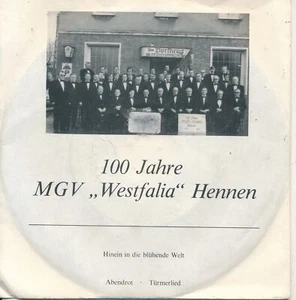 100 Jahre
MGV „Westfalia“ Hennen
Hinein in die blühende Welt
Abendrot · Türmerlied